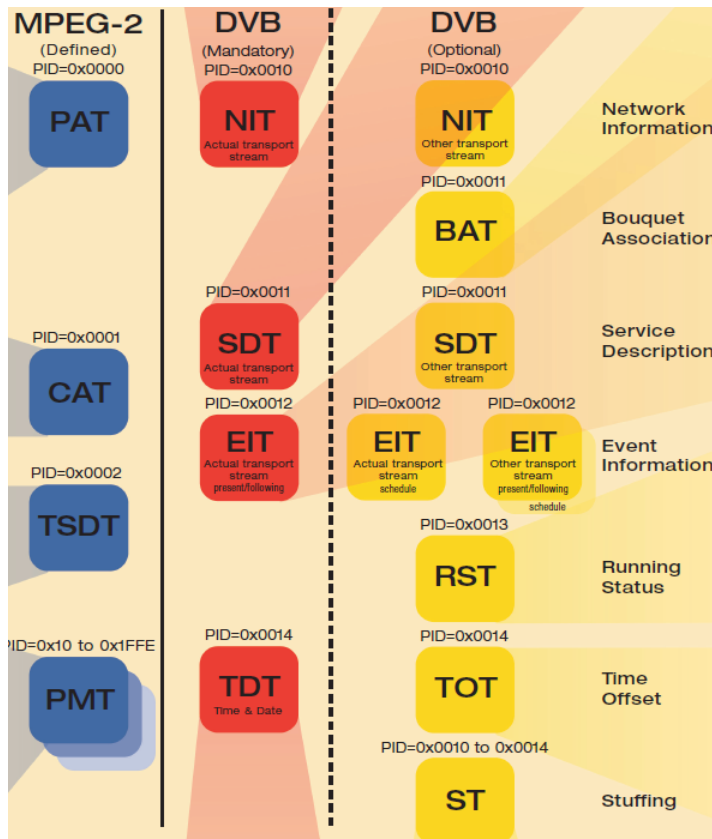 MPEG-2
(Defined)
PID=0x0000
PAT
DVB
(Mandatory)
PID=0x0010
NIT
Actual transport
stream
DVB
(Optional)
PID=0x0010
NIT
Other transport
stream
Network
Information
PID=0x0011
BAT
Bouquet
Association
PID=0x0001
CAT
PID=0x0011
SDT
Actual transport
stream
PID=0x0011
SDT
Other transport
stream
Service
Description
PID=0x0012
EIT
Actual transport
stream
present/following
PID=0x0012
EIT
Actual transport
stream
schedule
PID=0x0012
EIT
Other transport
stream
present/following
schedule
Event
Information
PID=0x0002
TSDT
PID=0x0013
RST
Running
Status
PID=0x10 to 0x1FFE
PMT
PID=0x0014
TDT
Time & Date
PID=0x0014
TOT
Time
Offset
PID=0x0010 to 0x0014
ST
Stuffing